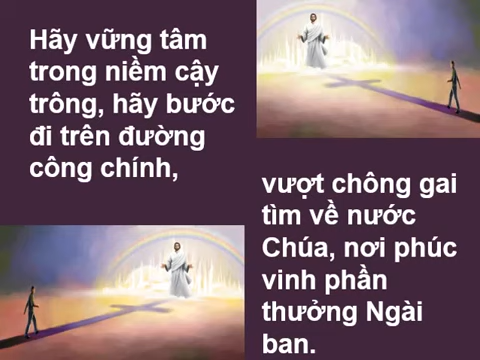 Hãy vững tâm
trong niềm cậy
trông, hãy bước
đi trên đường
công chính,
vượt chông gai
tìm về nước
Chúa, nơi phúc
vinh phần
thưởng Ngài
ban.